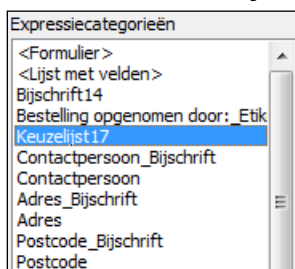 Expressiecategorieën
<Formulier>
<Lijst met velden>
Bijschrift14
Bestelling opgenomen door:_Etik
Keuzelijst17
Contactpersoon_Bijschrift
Contactpersoon
Adres_Bijschrift
Adres
Postcode_Bijschrift
Postcode